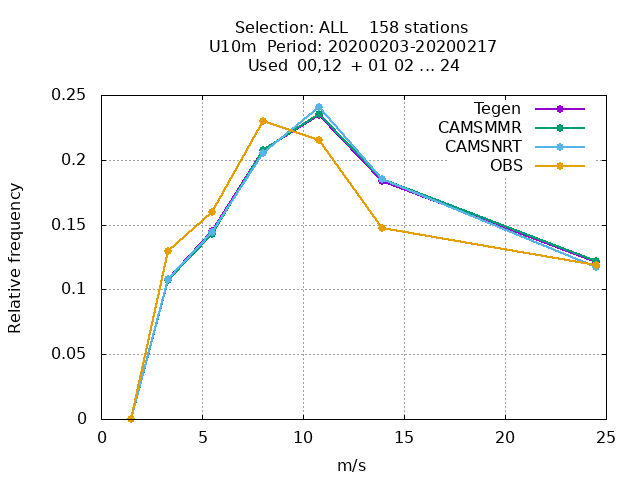 Selection: ALL    158 stations
U10m  Period: 20200203-20200217
Used  00,12  + 01 02 ... 24
0.25
0.2
0.15
0.1
0.05
0
Relative frequency
Tegen
CAMSMMR
CAMSNRT
OBS
0 5 10 15 20 25
m/s